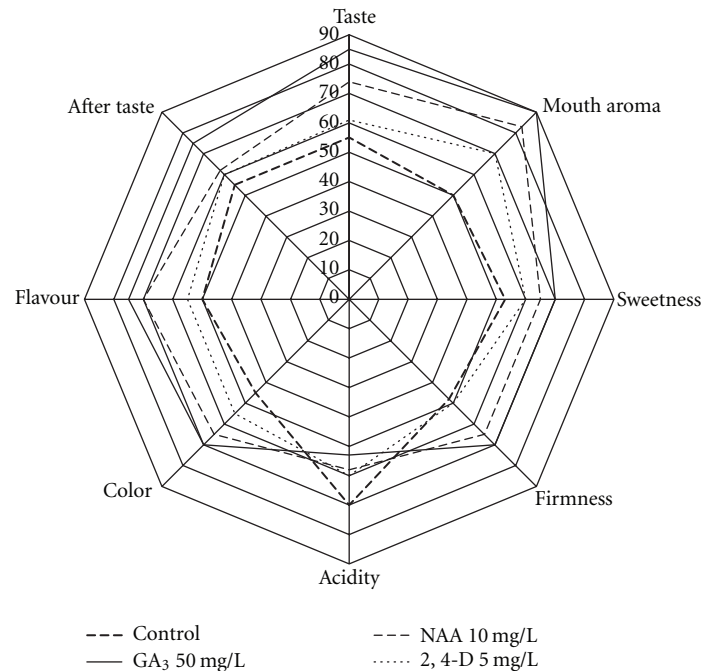 Taste
90
80
After taste
Mouth aroma
70
60
50
40
30
20
10
Flavour
0
Sweetness
Color
Firmness
Acidity
Control
NAA 10 mg/L
GA₃ 50 mg/L
2, 4-D 5 mg/L